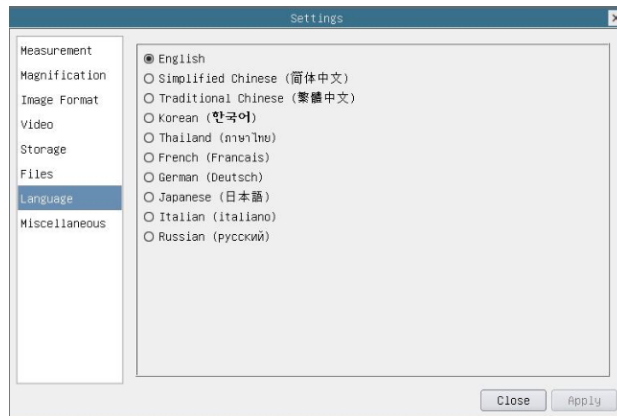 Settings
Measurement
Magnification
Image Format
Video
Storage
Files
Language
Miscellaneous
English
Simplified Chinese (简体中文)
Traditional Chinese (繁體中文)
Korean (한국어)
Thailand (ภาษาไทย)
French (Francais)
German (Deutsch)
Japanese (日本語)
Italian (italiano)
Russian (русский)
Close
Apply